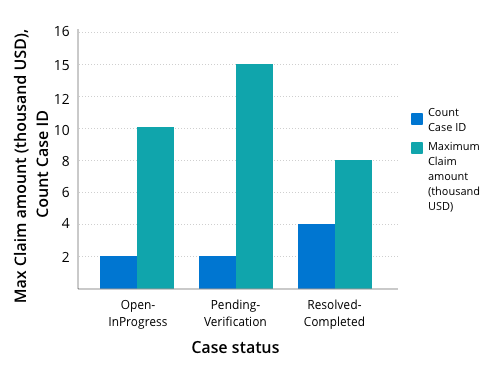 Max Claim amount (thousand USD),
Count Case ID
16
15
12
10
8
6
4
2
Open-
InProgress
Pending-
Verification
Resolved-
Completed
Case status
Count
Case ID
Maximum
Claim
amount
(thousand
USD)